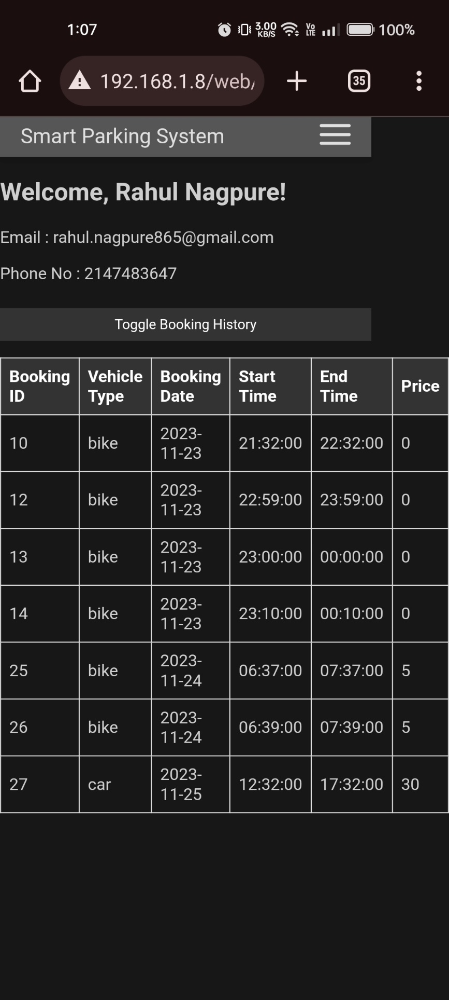 1:07 3.00 KB/S Vo LTE 100%
192.168.1.8/web/ 35
Smart Parking System
Welcome, Rahul Nagpure!
Email : rahul.nagpure865@gmail.com
Phone No : 2147483647
Toggle Booking History
Booking ID Vehicle Type Booking Date Start Time End Time Price
10 bike 2023-11-23 21:32:00 22:32:00 0
12 bike 2023-11-23 22:59:00 23:59:00 0
13 bike 2023-11-23 23:00:00 00:00:00 0
14 bike 2023-11-23 23:10:00 00:10:00 0
25 bike 2023-11-24 06:37:00 07:37:00 5
26 bike 2023-11-24 06:39:00 07:39:00 5
27 car 2023-11-25 12:32:00 17:32:00 30